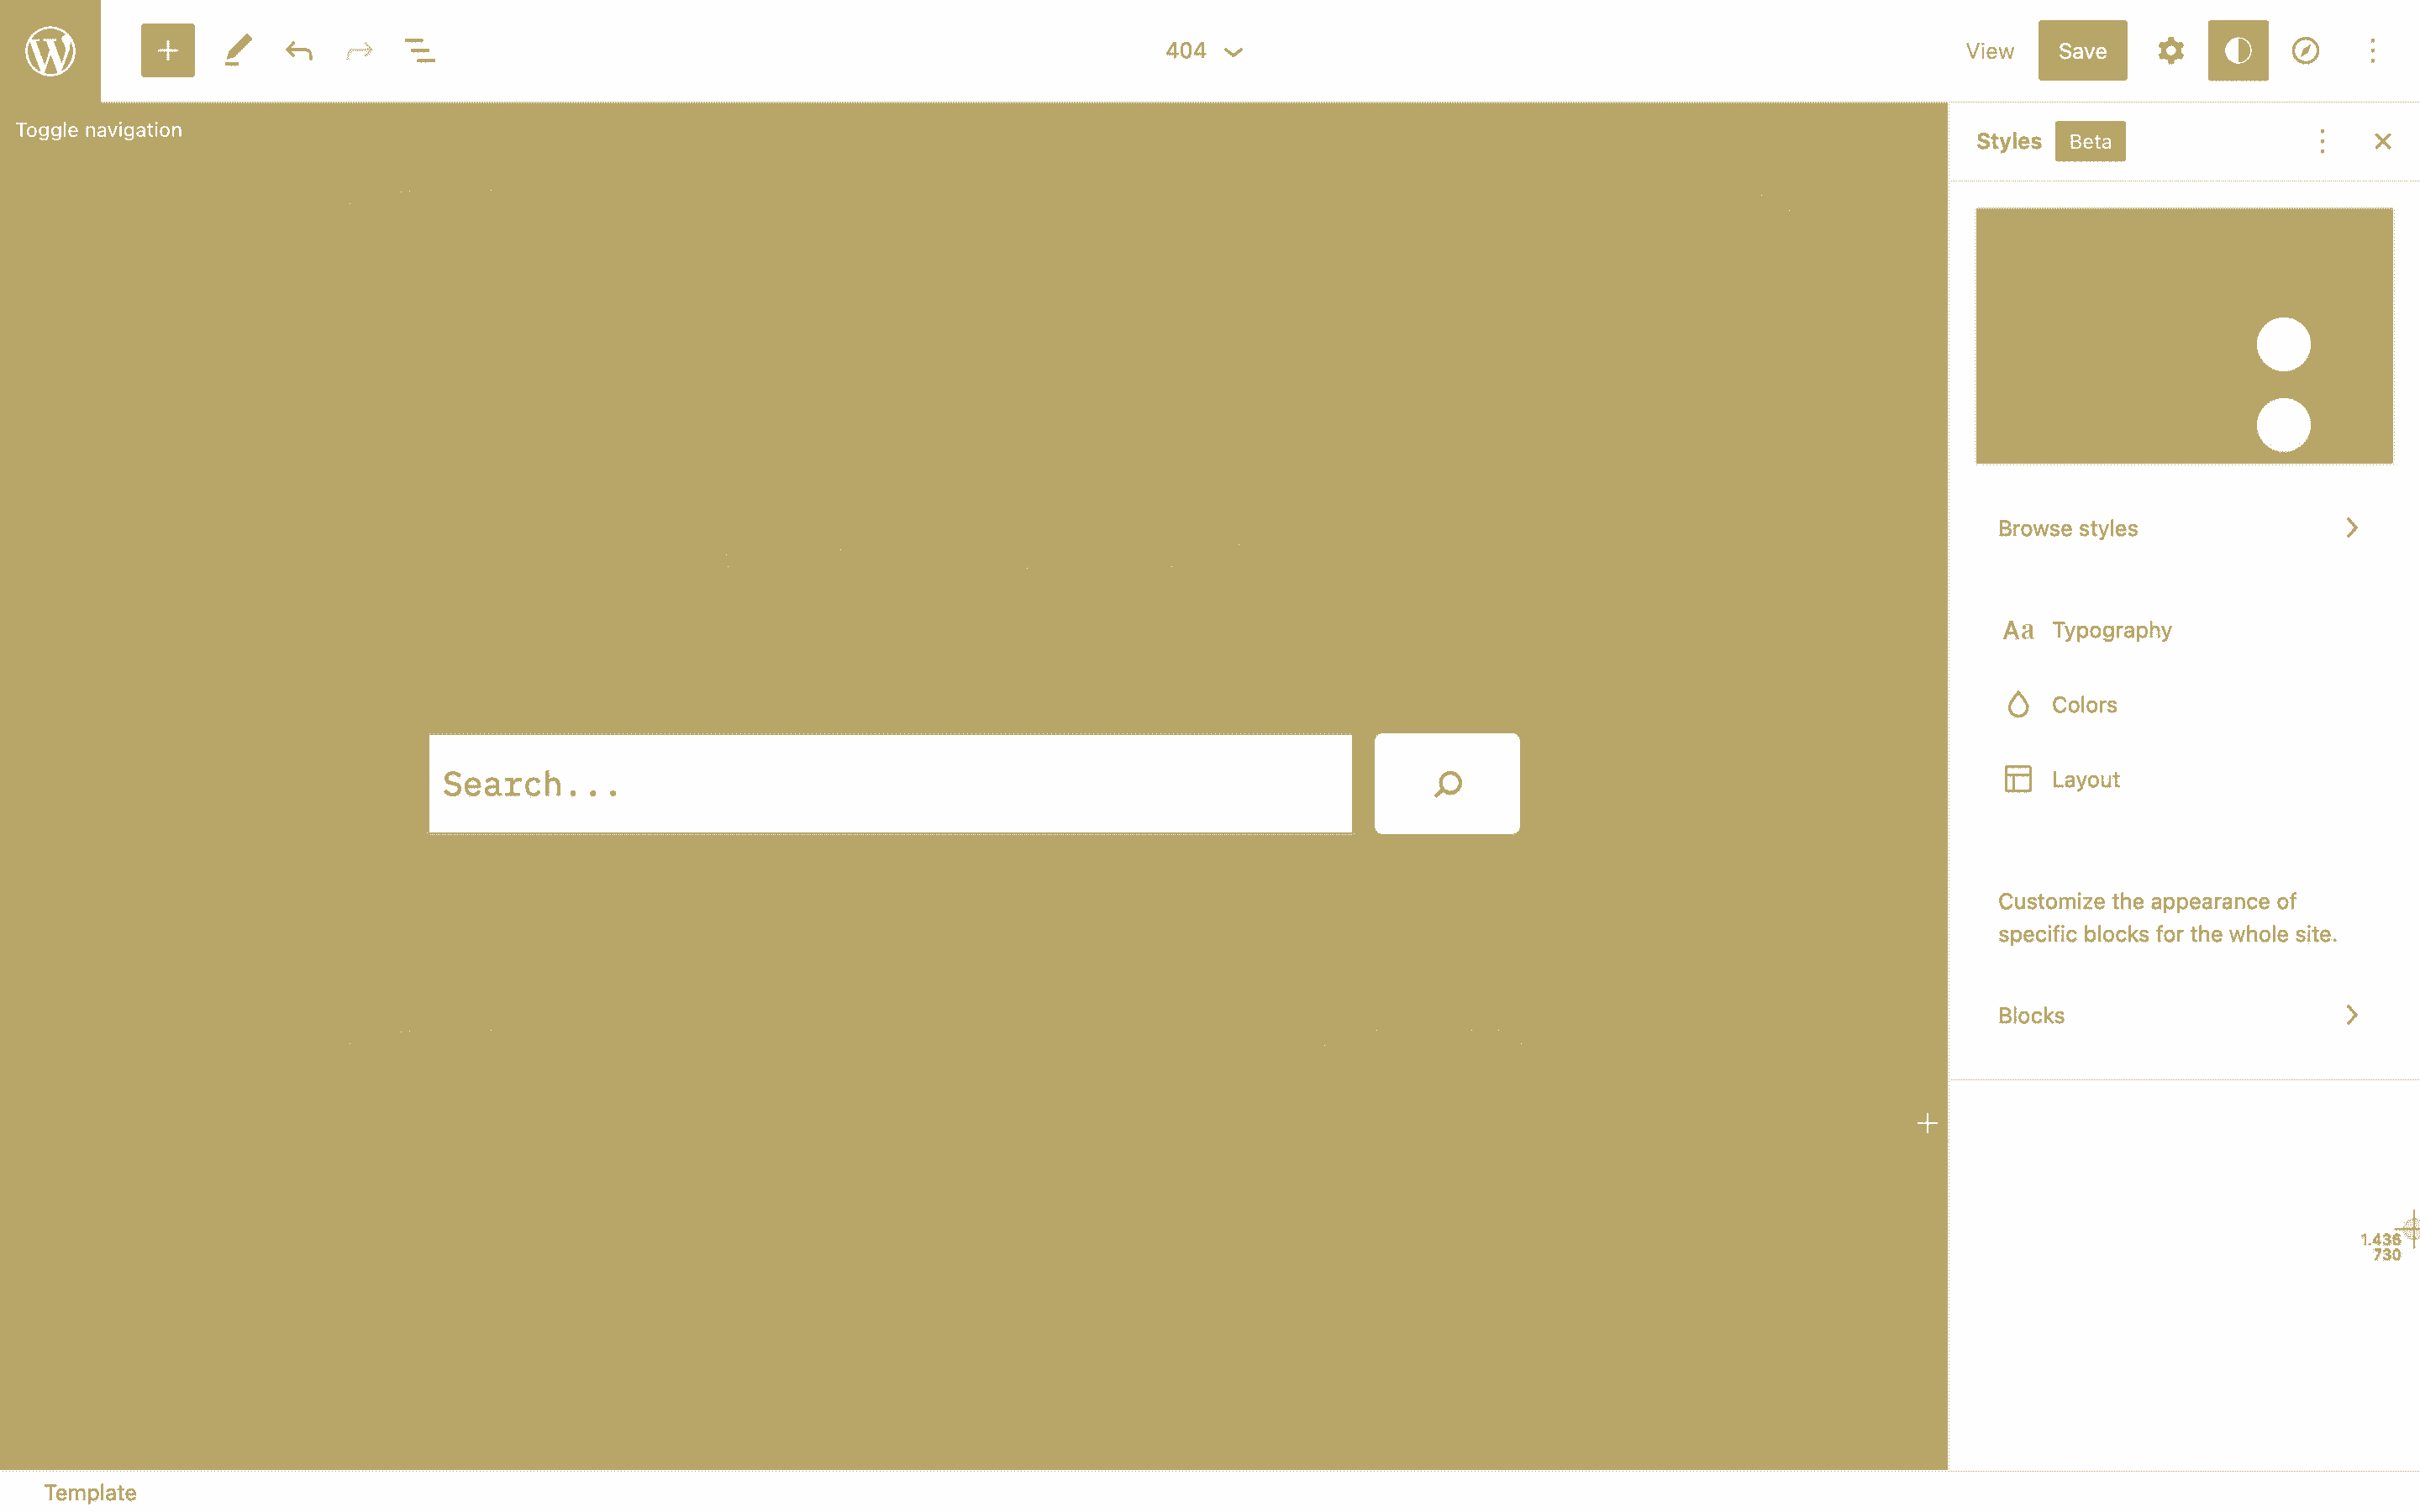 404
View
Save
Toggle navigation
Styles
Beta
Browse styles
Aa Typography
Colors
Layout
Search...
Customize the appearance of
specific blocks for the whole site.
Blocks
1.436
730
Template